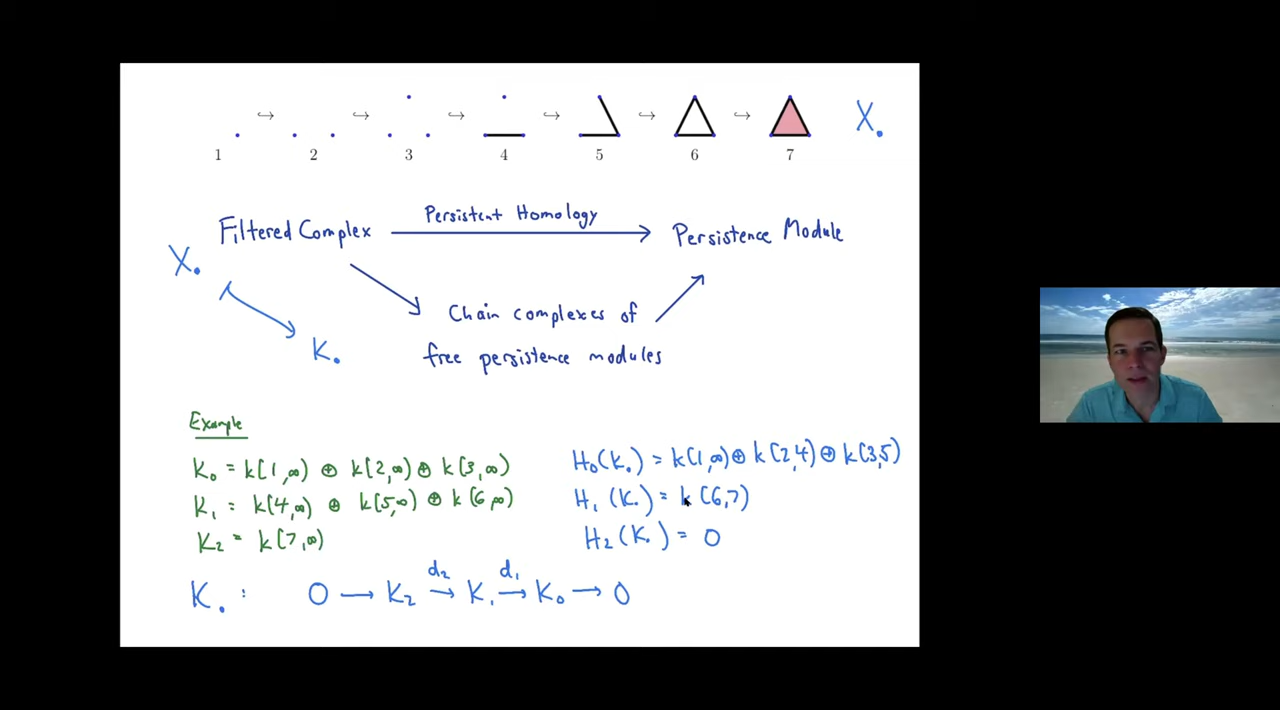 ↪ ↪ ↪ ↪ ↪ ↪ X.
1 2 3 4 5 6 7
Persistent Homology
Filtered Complex Persistence Module
X.
Chain complexes of
K. free persistence modules
Example
K₀ = k[1,∞) ⊕ k[2,∞) ⊕ k[3,∞) H₀(K.) = k[1,∞) ⊕ k[2,4) ⊕ k[3,5)
K₁ = k[4,∞) ⊕ k[5,∞) ⊕ k[6,∞) H₁(K.) = k[6,7)
K₂ = k[7,∞) H₂(K.) = 0
d₂ d₁
K. : 0 → K₂ → K₁ → K₀ → 0